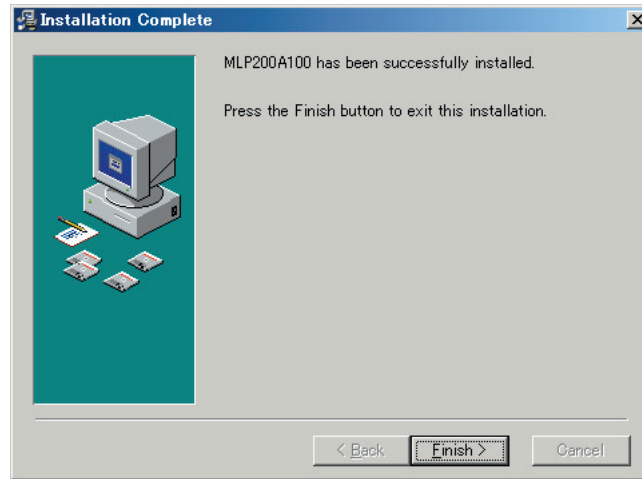 Installation Complete
MLP200A100 has been successfully installed.
Press the Finish button to exit this installation.
< Back
Finish >
Cancel